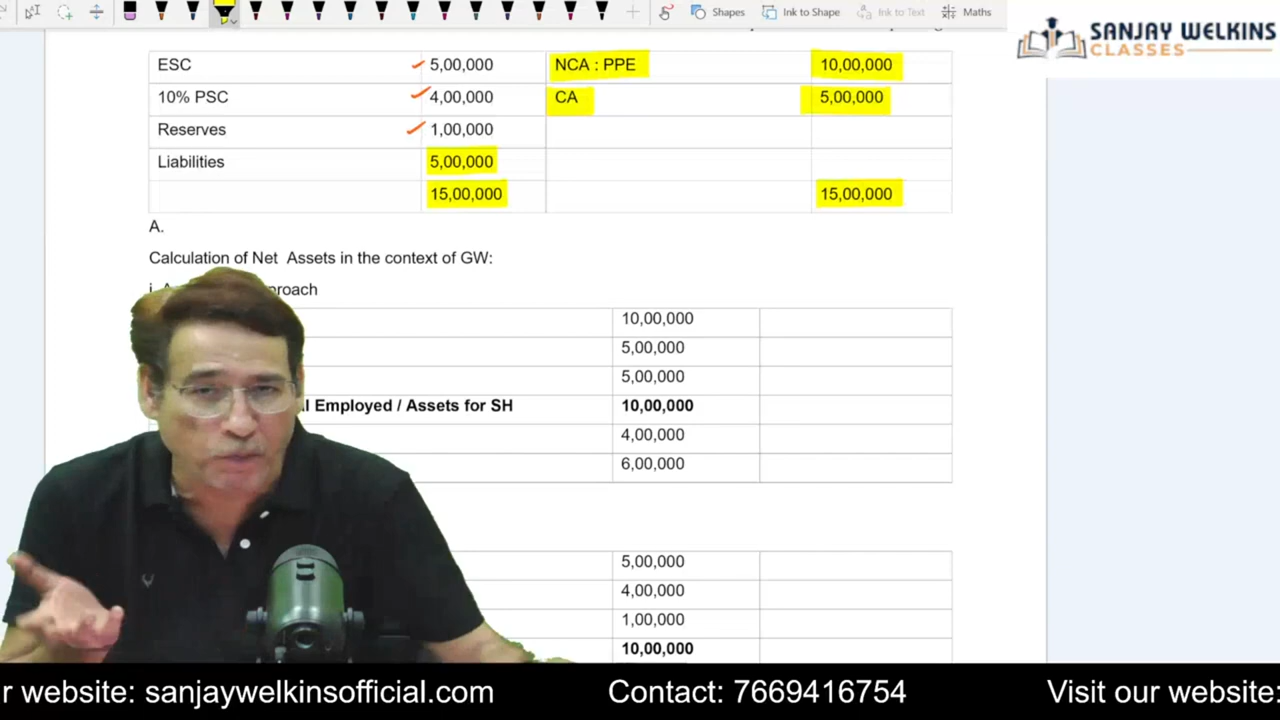 Shapes Ink to Shape Ink to Text Maths
SANJAY WELKINS
CLASSES
ESC 5,00,000 NCA : PPE 10,00,000
10% PSC 4,00,000 CA 5,00,000
Reserves 1,00,000
Liabilities 5,00,000
15,00,000 15,00,000
A.
Calculation of Net Assets in the context of GW:
10,00,000
5,00,000
5,00,000
Employed / Assets for SH 10,00,000
4,00,000
6,00,000
5,00,000
4,00,000
1,00,000
10,00,000
website: sanjaywelkinsofficial.com Contact: 7669416754 Visit our website: